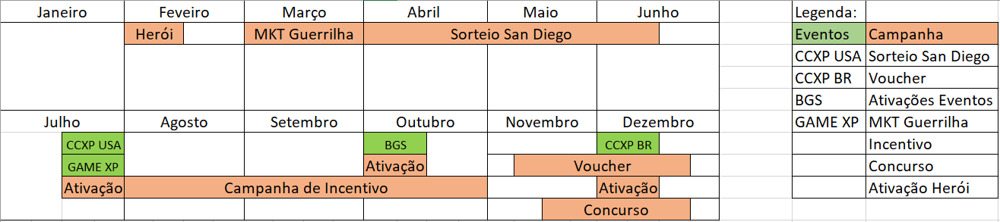 Janeiro Feveiro Março Abril Maio Junho Legenda:
Herói MKT Guerrilha Sorteio San Diego Eventos Campanha
CCXP USA Sorteio San Diego
CCXP BR Voucher
BGS Ativações Eventos
Julho Agosto Setembro Outubro Novembro Dezembro GAME XP MKT Guerrilha
CCXP USA BGS CCXP BR Incentivo
GAME XP Ativação Voucher Concurso
Ativação Campanha de Incentivo Ativação Ativação Herói
Concurso